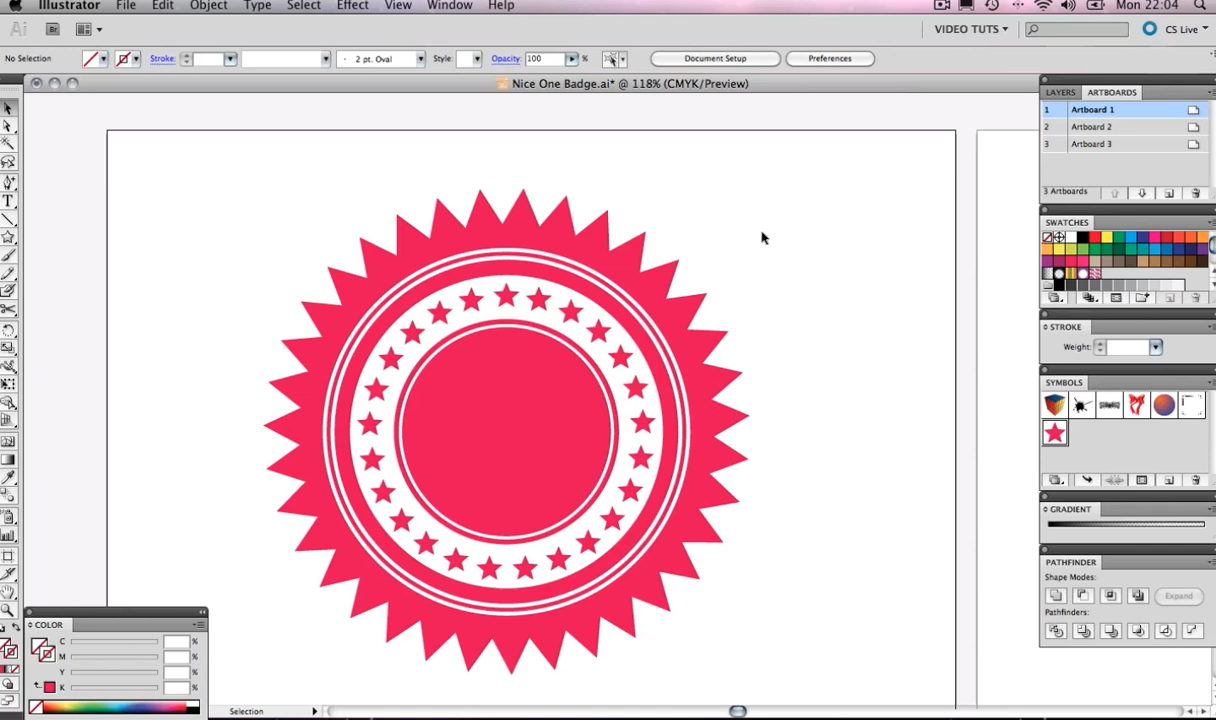 Illustrator File Edit Object Type Select Effect View Window Help Mon 22:04
Ai Br VIDEO TUTS CS Live
No Selection Stroke: 2 pt. Oval Style: Opacity: 100 % Document Setup Preferences
Nice One Badge.ai* @ 118% (CMYK/Preview)
LAYERS ARTBOARDS
1 Artboard 1
2 Artboard 2
3 Artboard 3
3 Artboards
SWATCHES
STROKE
Weight:
SYMBOLS
GRADIENT
PATHFINDER
Shape Modes:
Expand
Pathfinders:
COLOR
C %
M %
Y %
K %
Selection